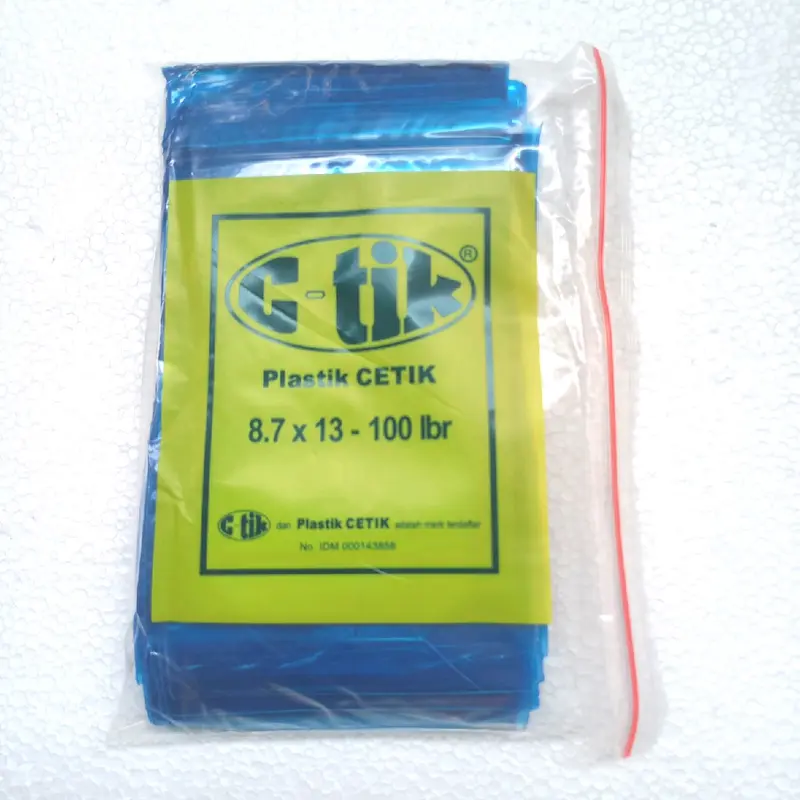 C-tik ®
Plastik CETIK
8.7 x 13 - 100 lbr
C-tik dan Plastik CETIK adalah merk terdaftar
No. IDM 000143858